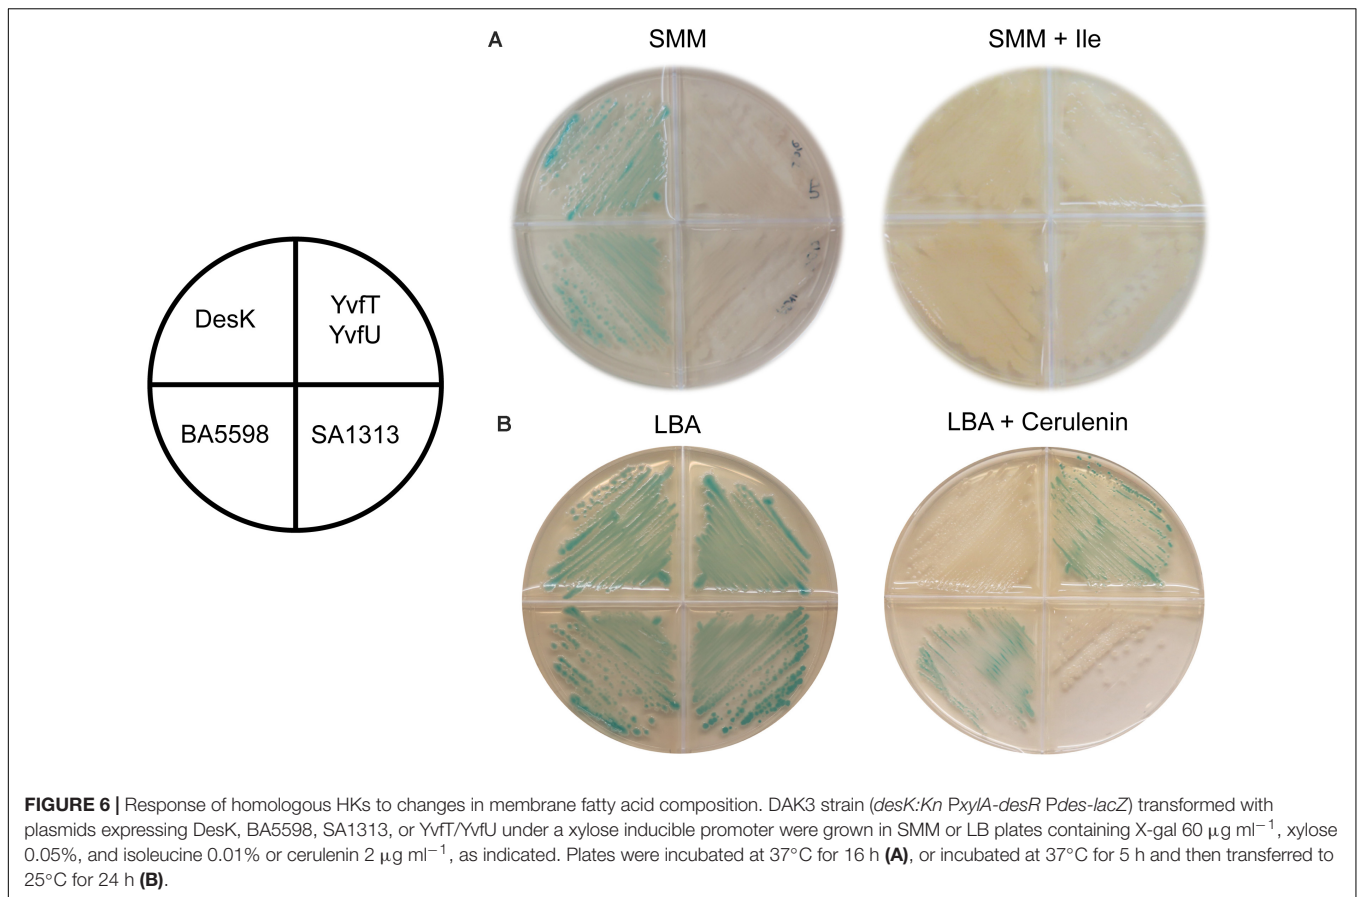 A
SMM
SMM + Ile
5
DesK
YvfT
YvfU
BA5598
SA1313
B
LBA
LBA + Cerulenin
FIGURE 6 | Response of homologous HKs to changes in membrane fatty acid composition. DAK3 strain (desK:Kn PxylA-desR Pdes-lacZ) transformed with
plasmids expressing DesK, BA5598, SA1313, or YvfT/YvfU under a xylose inducible promoter were grown in SMM or LB plates containing X-gal 60 μg ml⁻¹, xylose
0.05%, and isoleucine 0.01% or cerulenin 2 μg ml⁻¹, as indicated. Plates were incubated at 37°C for 16 h (A), or incubated at 37°C for 5 h and then transferred to
25°C for 24 h (B).